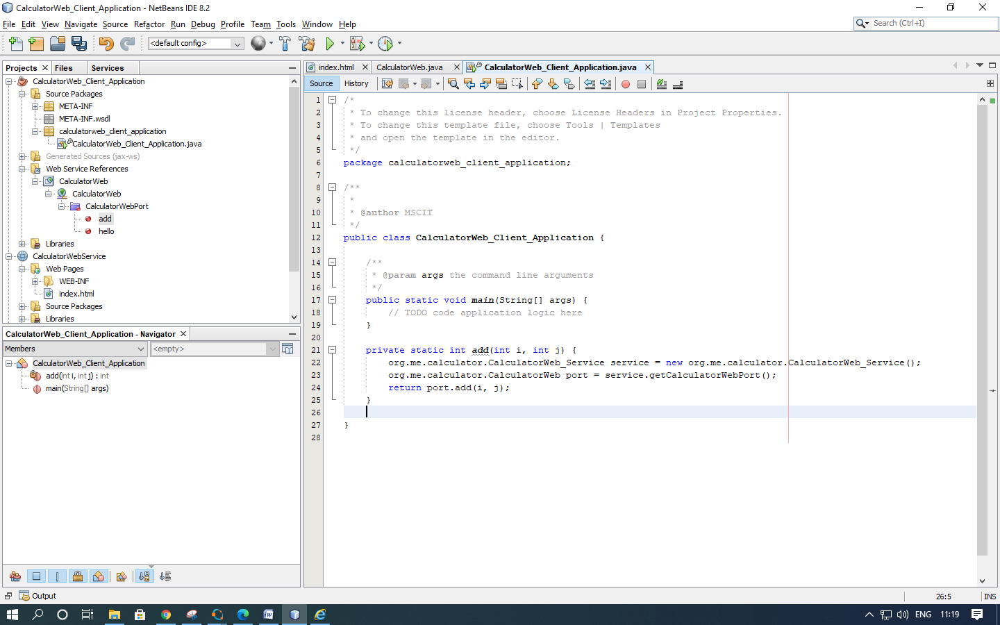 CalculatorWeb_Client_Application - NetBeans IDE 8.2
File Edit View Navigate Source Refactor Run Debug Profile Team Tools Window Help
Search (Ctrl+I)
<default config>
Projects Files Services
CalculatorWeb_Client_Application
Source Packages
META-INF
META-INF.wsdl
calculatorweb_client_application
CalculatorWeb_Client_Application.java
Generated Sources (jax-ws)
Web Service References
CalculatorWeb
CalculatorWeb
CalculatorWebPort
add
hello
Libraries
CalculatorWebService
Web Pages
WEB-INF
index.html
Source Packages
Libraries
CalculatorWeb_Client_Application - Navigator
Members <empty>
CalculatorWeb_Client_Application
add(int i, int j) : int
main(String[] args)
index.html CalculatorWeb.java CalculatorWeb_Client_Application.java
Source History
1 /*
2 * To change this license header, choose License Headers in Project Properties.
3 * To change this template file, choose Tools | Templates
4 * and open the template in the editor.
5 */
6 package calculatorweb_client_application;
7
8 /**
9 *
10 * @author MSCIT
11 */
12 public class CalculatorWeb_Client_Application {
13
14 /**
15 * @param args the command line arguments
16 */
17 public static void main(String[] args) {
18 // TODO code application logic here
19 }
20
21 private static int add(int i, int j) {
22 org.me.calculator.CalculatorWeb_Service service = new org.me.calculator.CalculatorWeb_Service();
23 org.me.calculator.CalculatorWeb port = service.getCalculatorWebPort();
24 return port.add(i, j);
25 }
26
27 }
28
Output
26:5 INS
ENG 11:19